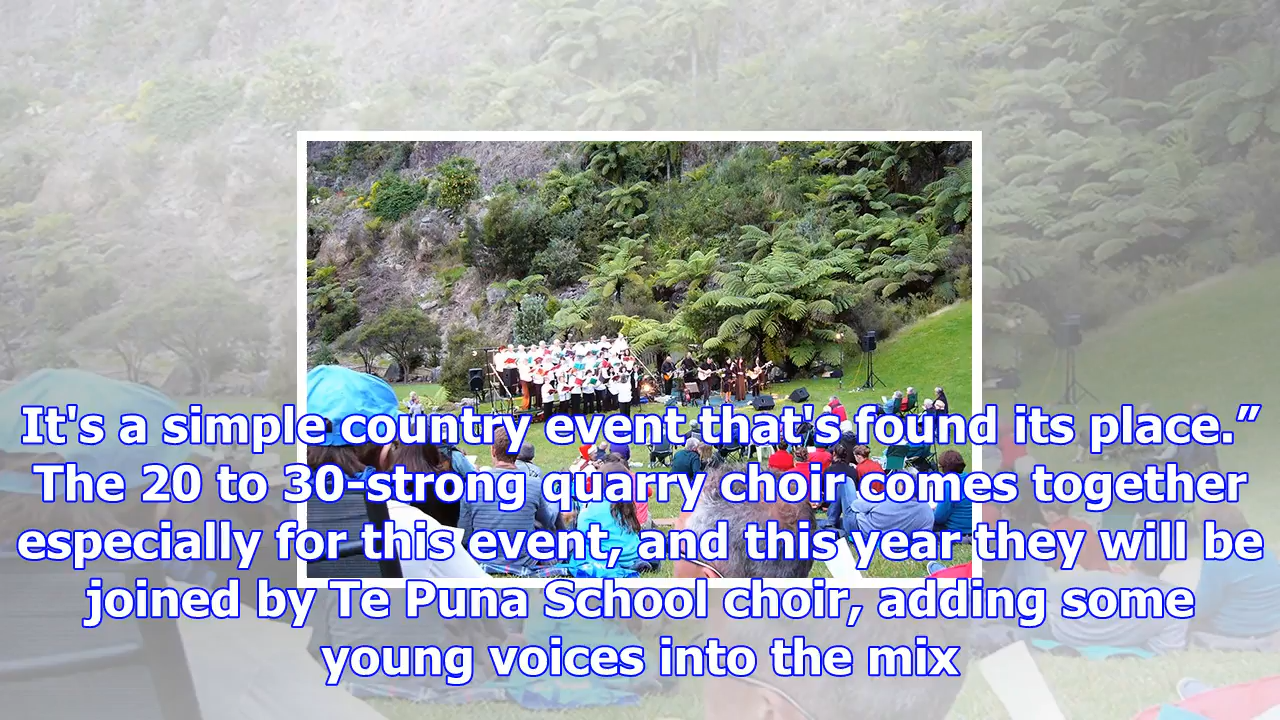 It's a simple country event that's found its place.”
The 20 to 30-strong quarry choir comes together
especially for this event, and this year they will be
joined by Te Puna School choir, adding some
young voices into the mix